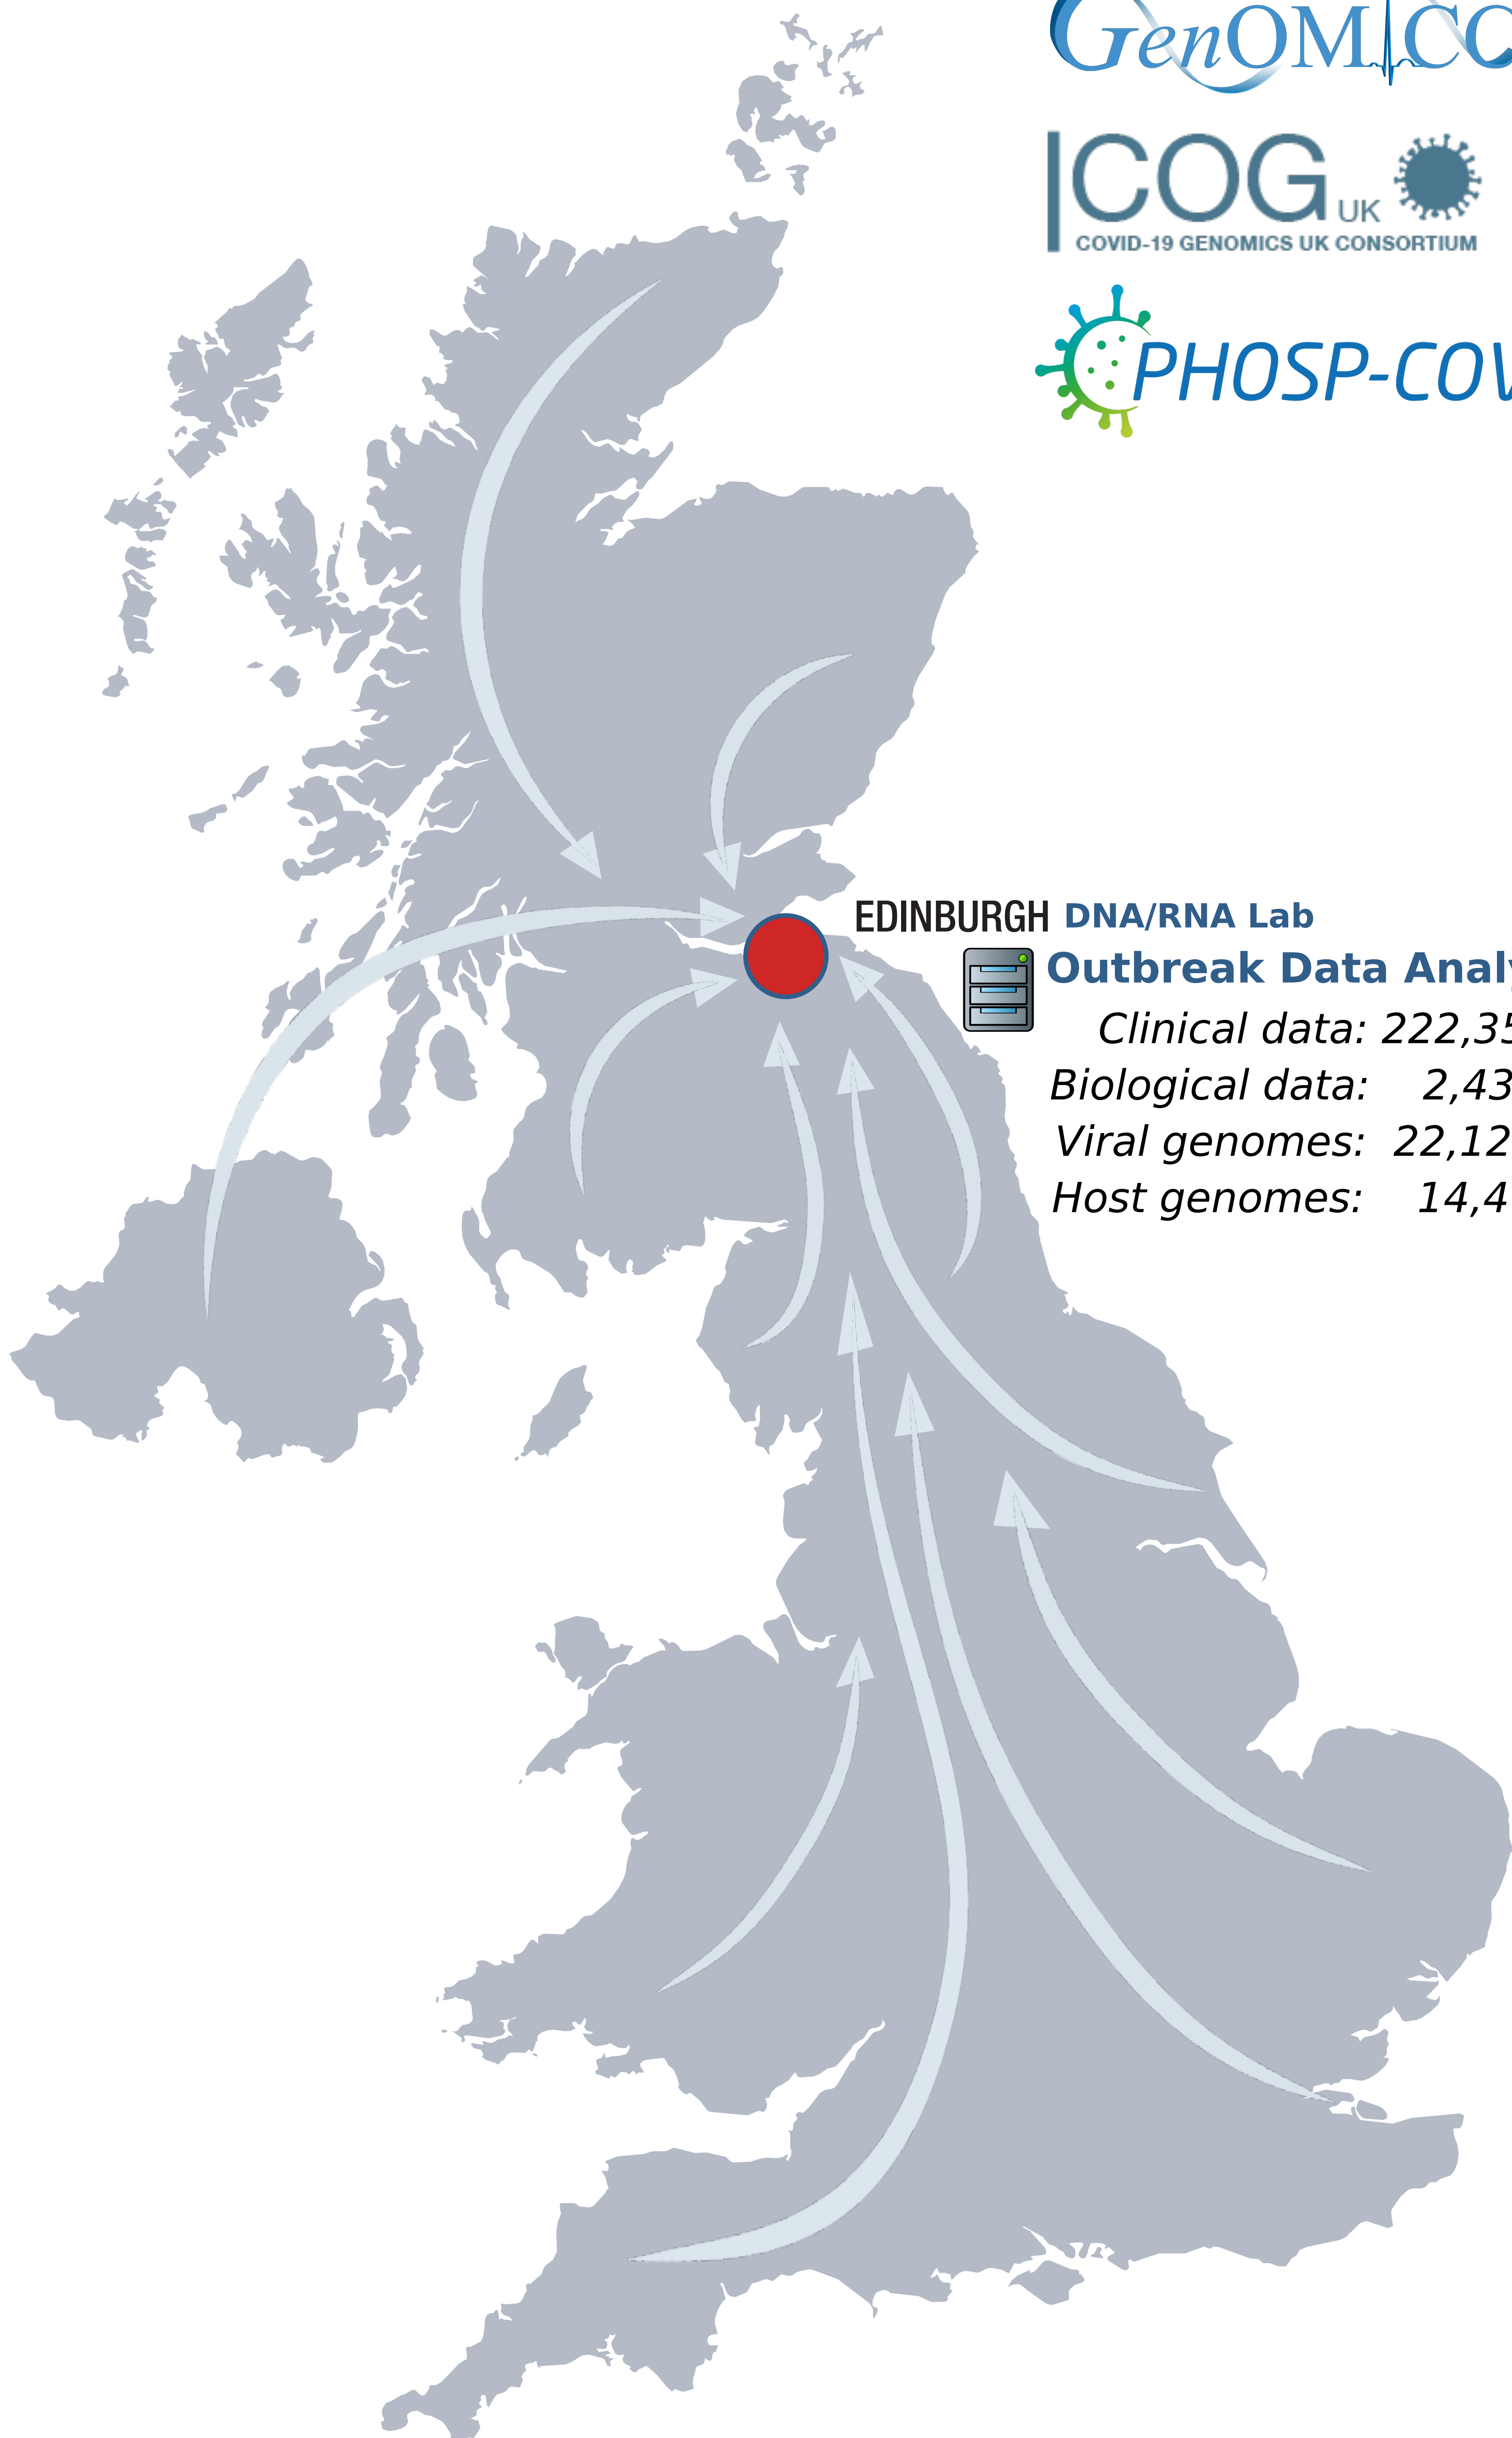 GenOMICC
COG UK
COVID-19 GENOMICS UK CONSORTIUM
PHOSP-COV
EDINBURGH DNA/RNA Lab
Outbreak Data Analy
Clinical data: 222,35
Biological data: 2,43
Viral genomes: 22,12
Host genomes: 14,4